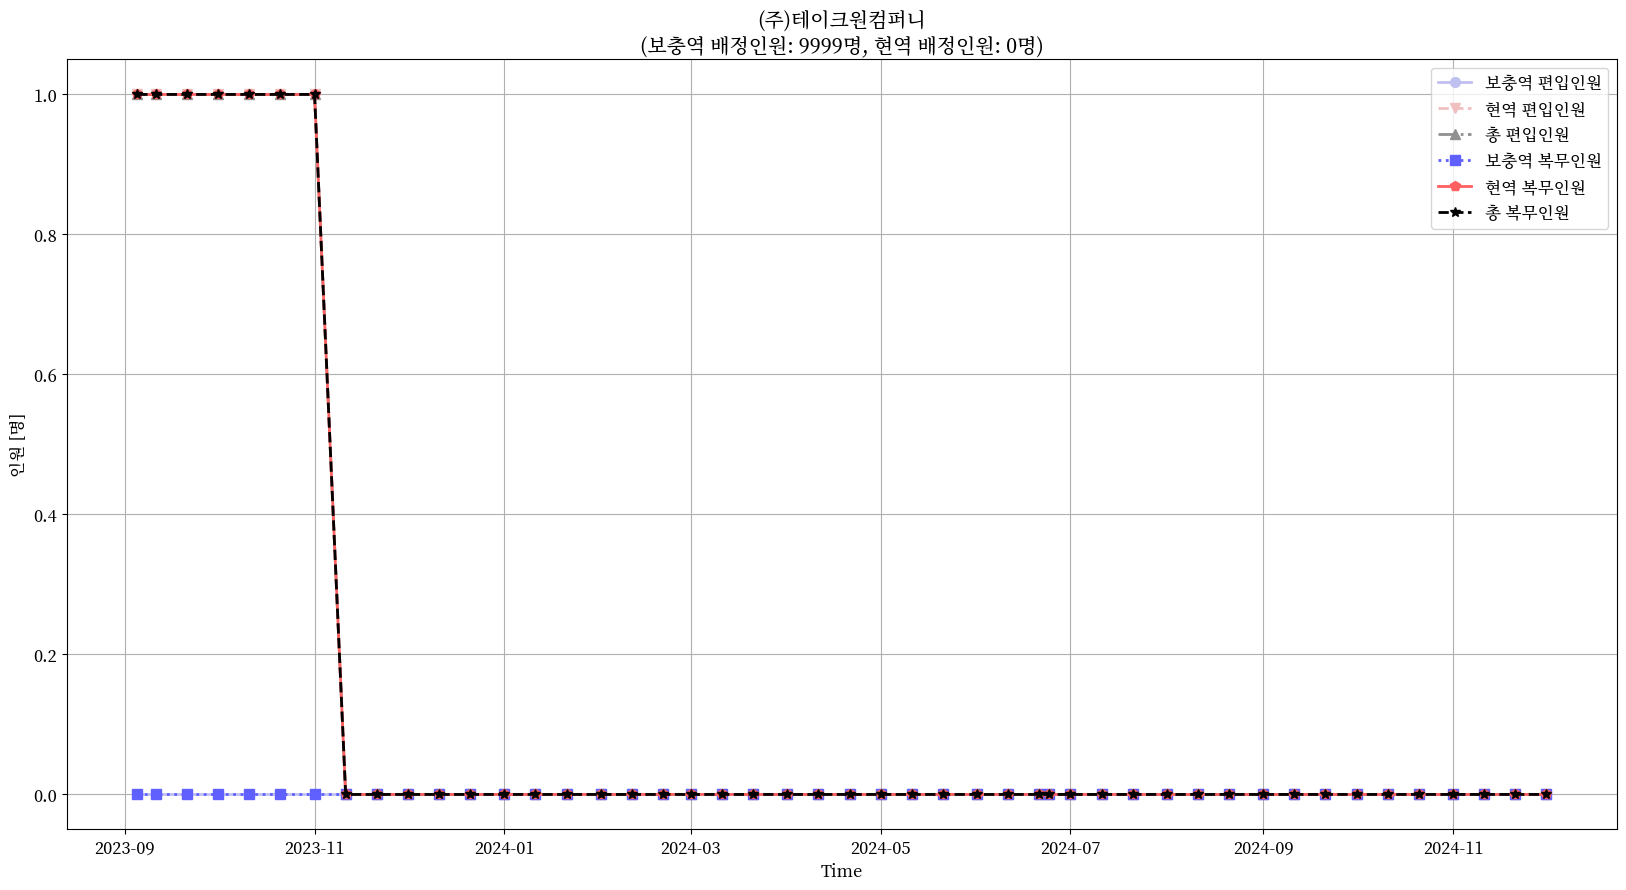 (주)테이크원컴퍼니
(보충역 배정인원: 9999명, 현역 배정인원: 0명)
보충역 편입인원
현역 편입인원
총 편입인원
보충역 복무인원
현역 복무인원
총 복무인원
인원 [명]
1.0
0.8
0.6
0.4
0.2
0.0
2023-09
2023-11
2024-01
2024-03
2024-05
2024-07
2024-09
2024-11
Time